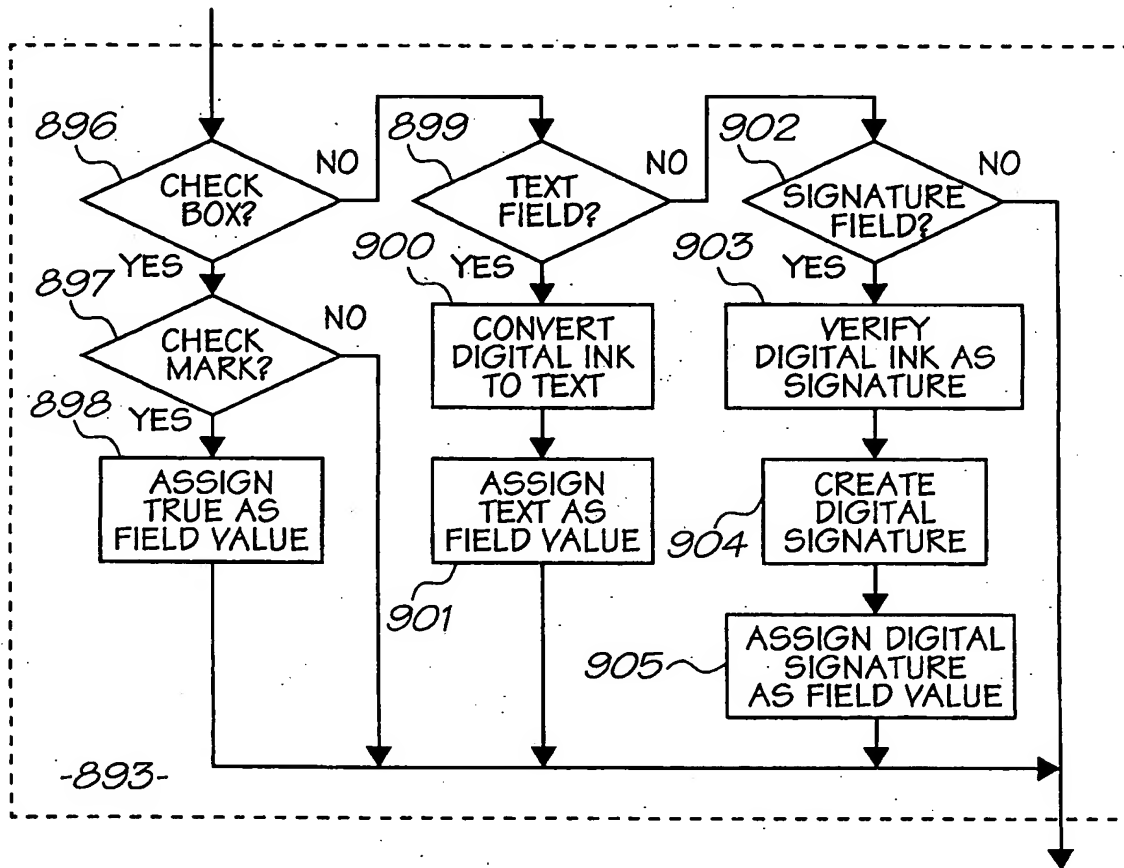 896
CHECK
BOX?
NO
YES
897
CHECK
MARK?
NO
YES
898
ASSIGN
TRUE AS
FIELD VALUE
899
TEXT
FIELD?
NO
YES
900
CONVERT
DIGITAL INK
TO TEXT
ASSIGN
TEXT AS
FIELD VALUE
901
902
SIGNATURE
FIELD?
NO
YES
903
VERIFY
DIGITAL INK AS
SIGNATURE
CREATE
DIGITAL
SIGNATURE
904
ASSIGN DIGITAL
SIGNATURE
AS FIELD VALUE
905
-893-